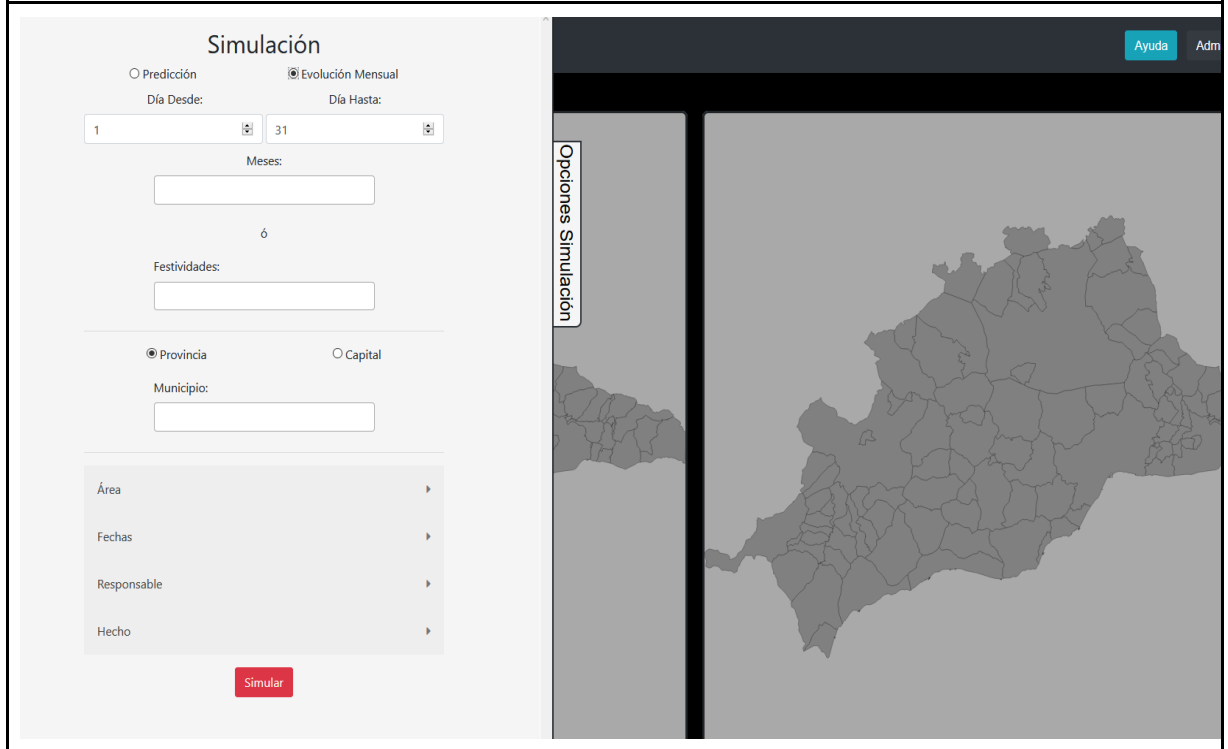 Simulación
Predicción Evolución Mensual
Día Desde: Día Hasta:
1 31
Meses:
ó
Festividades:
Provincia Capital
Municipio:
Área
Fechas
Responsable
Hecho
Simular
Opciones Simulación
Ayuda Adm